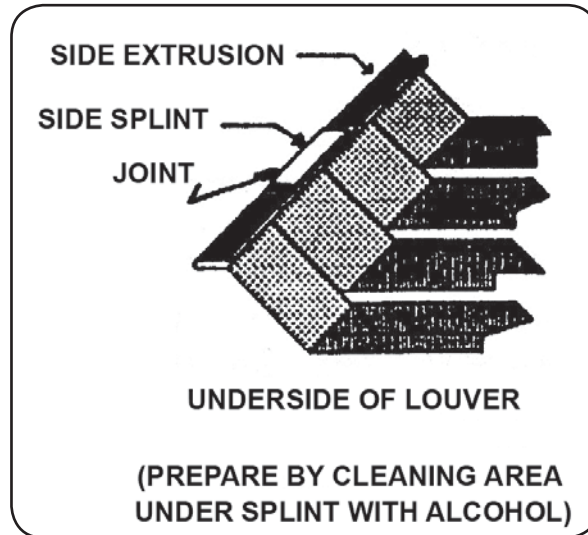 SIDE EXTRUSION
SIDE SPLINT
JOINT
UNDERSIDE OF LOUVER
(PREPARE BY CLEANING AREA
UNDER SPLINT WITH ALCOHOL)